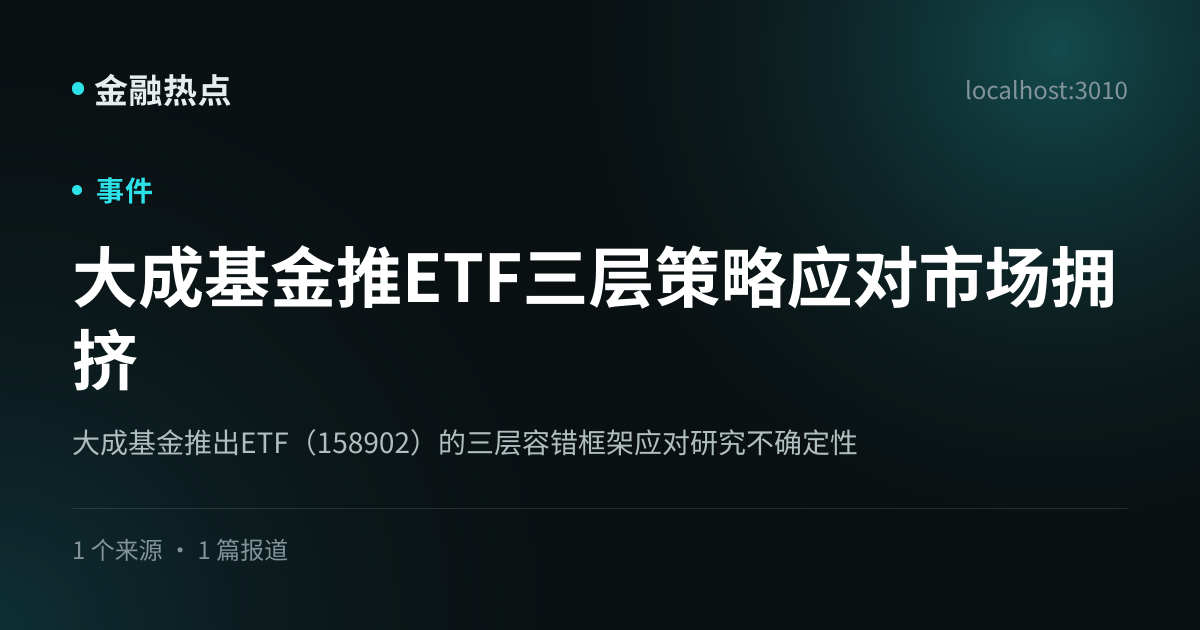 金融热点
localhost:3010
事件
大成基金推ETF三层策略应对市场拥
挤
大成基金推出ETF（158902）的三层容错框架应对研究不确定性
1 个来源 · 1 篇报道